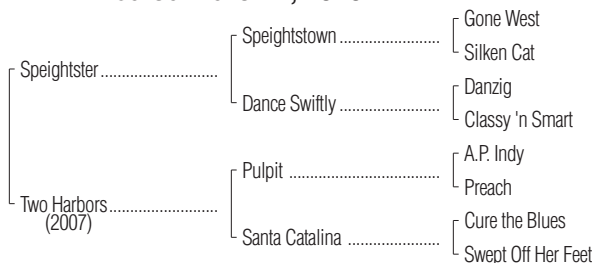 Gone West
Speightstown ....................
Silken Cat
Speightster ........................
Danzig
Dance Swiftly ....................
Classy 'n Smart
A.P. Indy
Pulpit ..............................
Preach
Two Harbors ......................
(2007)
Cure the Blues
Santa Catalina ..................
Swept Off Her Feet